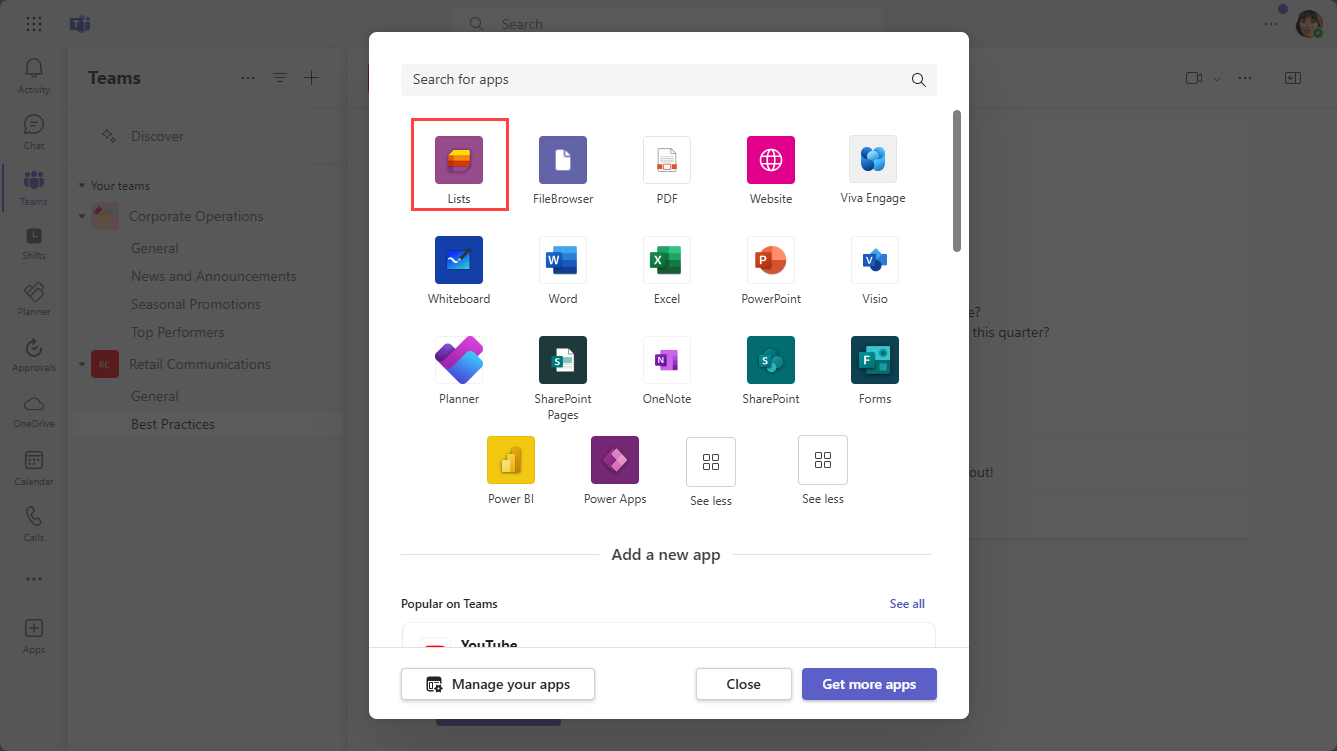 Search
Activity
Chat
Teams
Shifts
Planner
Approvals
OneDrive
Calendar
Calls
Apps
Teams
Discover
Your teams
Corporate Operations
General
News and Announcements
Seasonal Promotions
Top Performers
RC
Retail Communications
General
Best Practices
Search for apps
Lists
FileBrowser
PDF
Website
Viva Engage
Whiteboard
W
Word
X
Excel
P
PowerPoint
V
Visio
Planner
S
SharePoint
Pages
N
OneNote
S
SharePoint
F
Forms
Power BI
Power Apps
See less
See less
Add a new app
Popular on Teams
See all
YouTube
Manage your apps
Close
Get more apps
e?
this quarter?
out!